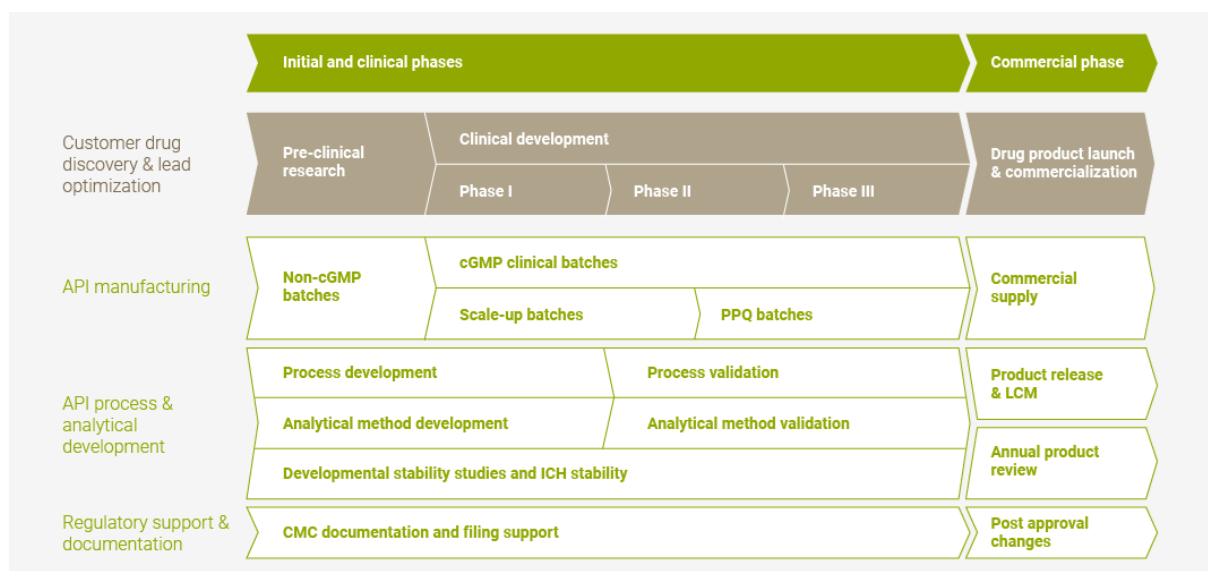 Initial and clinical phases
Commercial phase
Customer drug
discovery & lead
optimization
Pre-clinical
research
Clinical development
Phase I
Phase II
Phase III
Drug product launch
& commercialization
API manufacturing
Non-cGMP
batches
cGMP clinical batches
Scale-up batches
PPQ batches
Commercial
supply
API process &
analytical
development
Process development
Process validation
Analytical method development
Analytical method validation
Developmental stability studies and ICH stability
Product release
& LCM
Annual product
review
Regulatory support &
documentation
CMC documentation and filing support
Post approval
changes